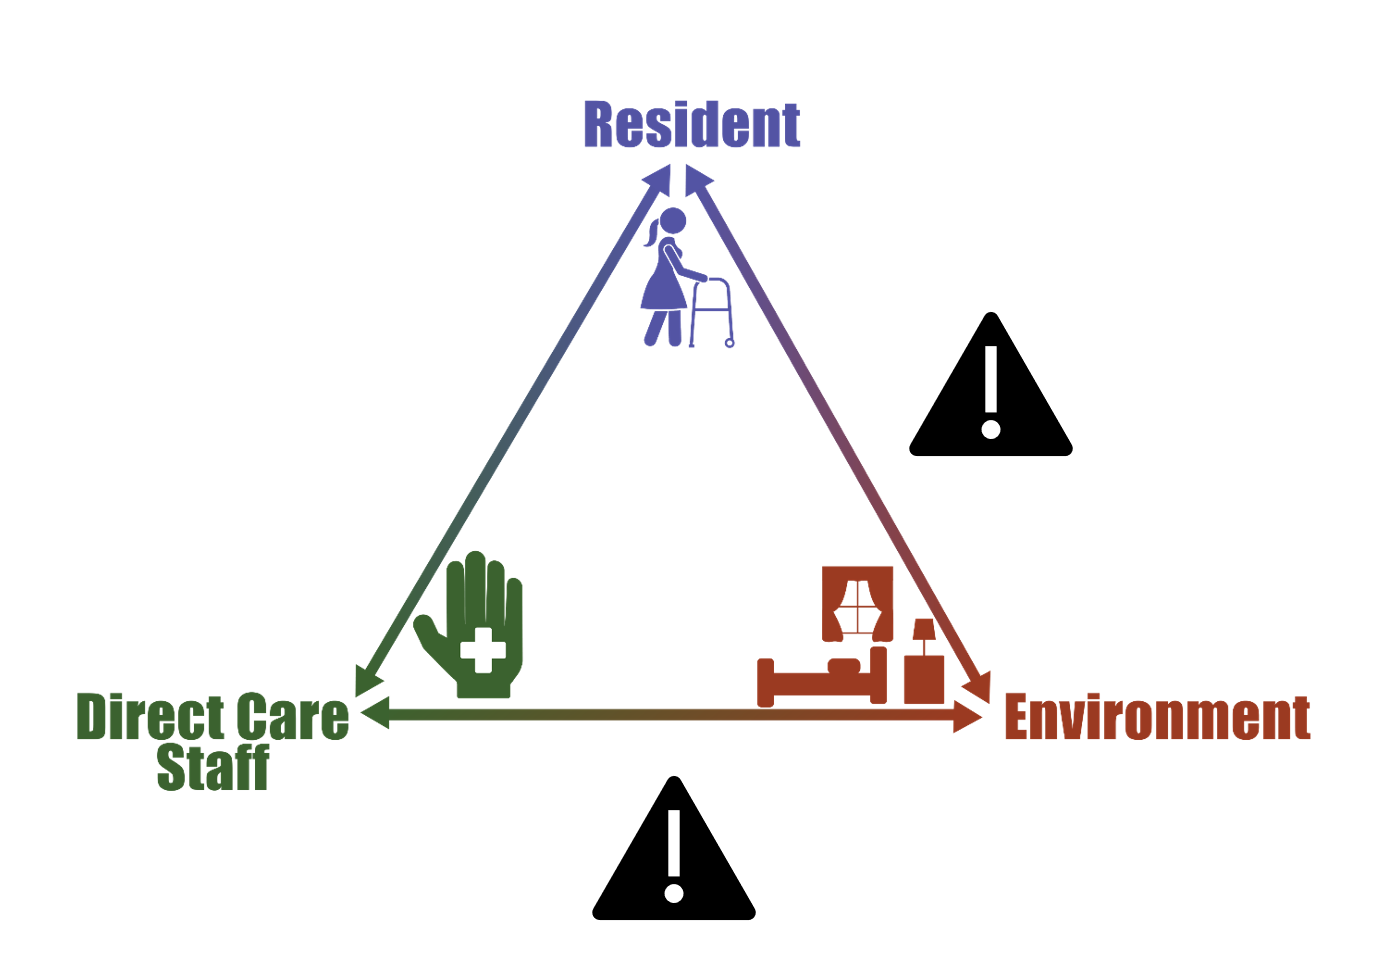 Resident
Direct Care
Staff
Environment